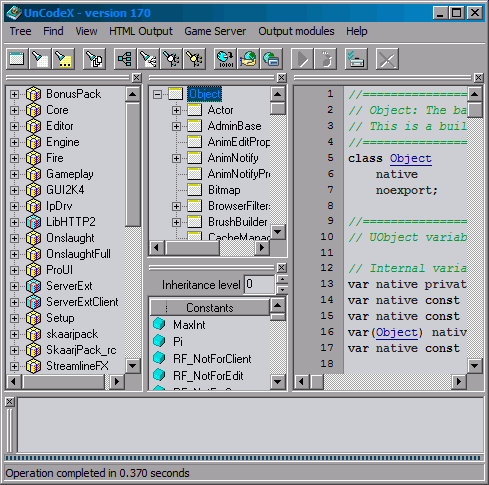 UnCodeX - version 170
Tree Find View HTML Output Game Server Output modules Help
BonusPack
Core
Editor
Engine
Fire
Gameplay
GUI2K4
IpDrv
LibHTTP2
Onslaught
OnslaughtFull
ProUI
ServerExt
ServerExtClient
Setup
skaarjpack
SkaarjPack_rc
StreamlineFX
Object
Actor
AdminBase
AnimEditProp
AnimNotify
AnimNotifyPr
Bitmap
BrowserFilters
BrushBuilder
CacheManag
Inheritance level 0
Constants
MaxInt
Pi
RF_NotForClient
RF_NotForEdit
1 //================
2 // Object: The ba
3 // This is a buil
4 //================
5 class Object
6 native
7 noexport;
8
9 //================
10 // UObject variab
11
12 // Internal varia
13 var native privat
14 var native const
15 var native const
16 var(Object) nativ
17 var native const
18
Operation completed in 0.370 seconds